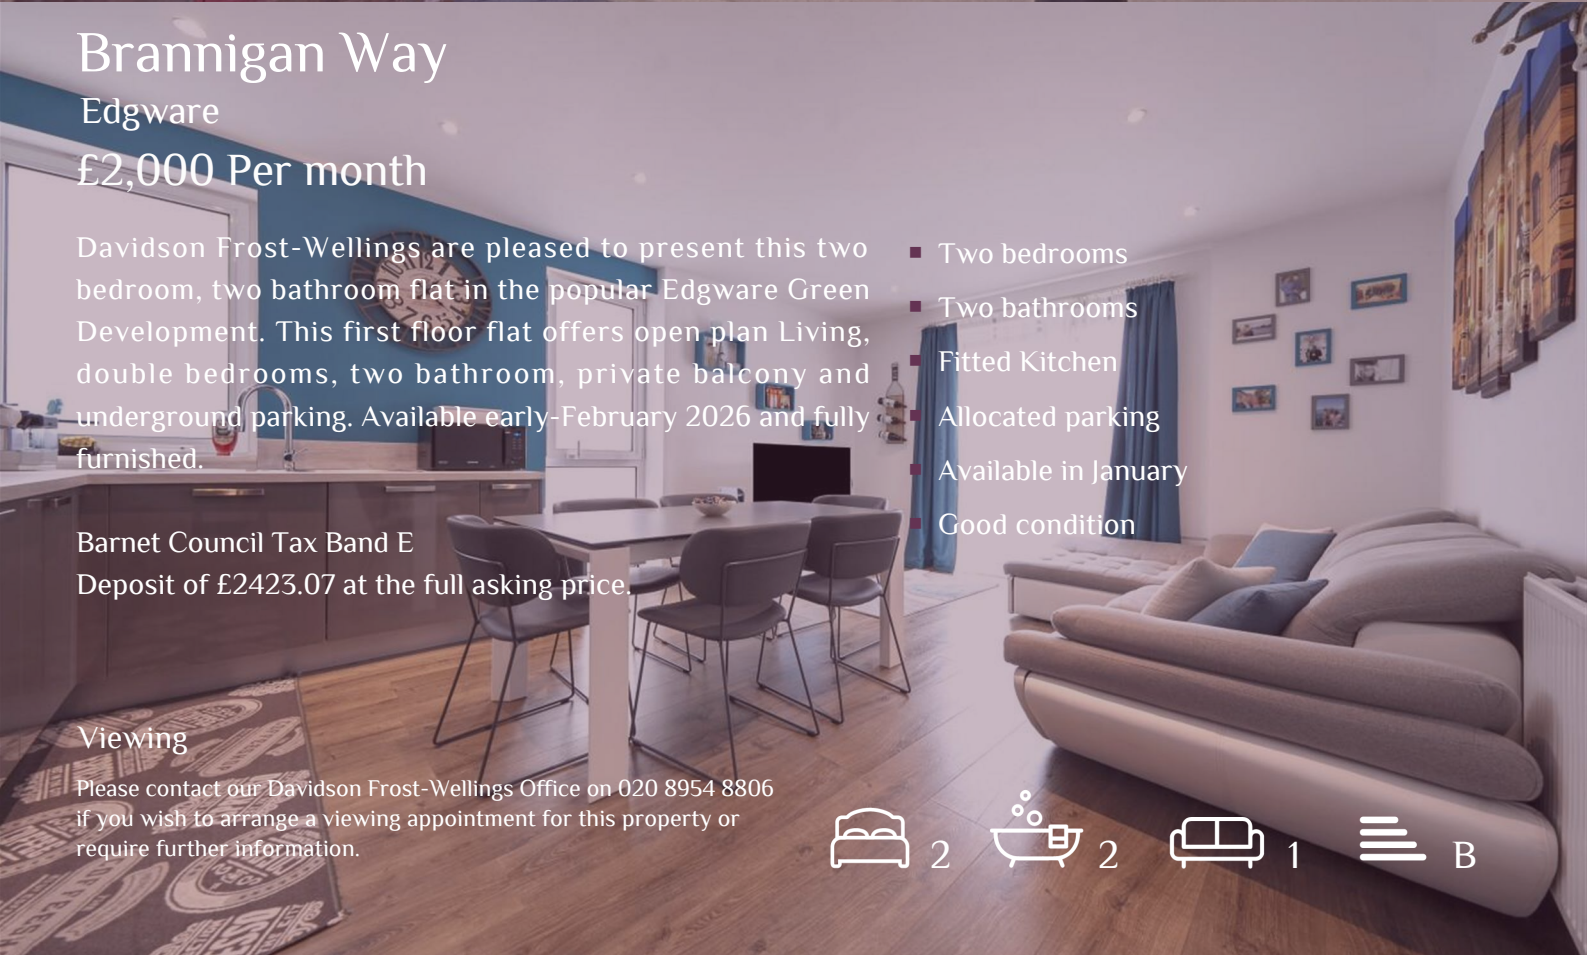 Brannigan Way
Edgware
£2,000 Per month
Davidson Frost-Wellings are pleased to present this two
bedroom, two bathroom flat in the popular Edgware Green
Development. This first floor flat offers open plan Living,
double bedrooms, two bathroom, private balcony and
underground parking. Available early-February 2026 and fully
furnished.
Barnet Council Tax Band E
Deposit of £2423.07 at the full asking price.
Two bedrooms
Two bathrooms
Fitted Kitchen
Allocated parking
Available in January
Good condition
Viewing
Please contact our Davidson Frost-Wellings Office on 020 8954 8806
if you wish to arrange a viewing appointment for this property or
require further information.
2 2 1 B